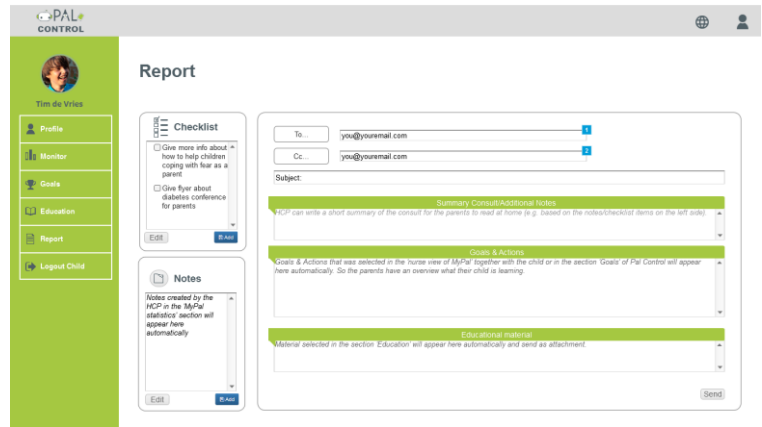 PAL
CONTROL
Tim de Vries
Profile
Monitor
Goals
Education
Report
Logout Child
Report
Checklist
Give more info about
how to help children
coping with fear as a
parent
Give flyer about
diabetes conference
for parents
Edit
Add
Notes
Notes created by the
HCP in the 'MyPal
statistics' section will
appear here
automatically
Edit
Add
To...
you@youremail.com
1
Cc...
you@youremail.com
2
Subject:
Summary Consult/Additional Notes
HCP can write a short summary of the consult for the parents to read at home (e.g. based on the notes/checklist items on the left side).
Goals & Actions
Goals & Actions that was selected in the 'nurse view of MyPal' together with the child or in the section 'Goals' of Pal Control will appear
here automatically. So the parents have an overview what their child is learning.
Educational material
Material selected in the section 'Education' will appear here automatically and send as attachment.
Send